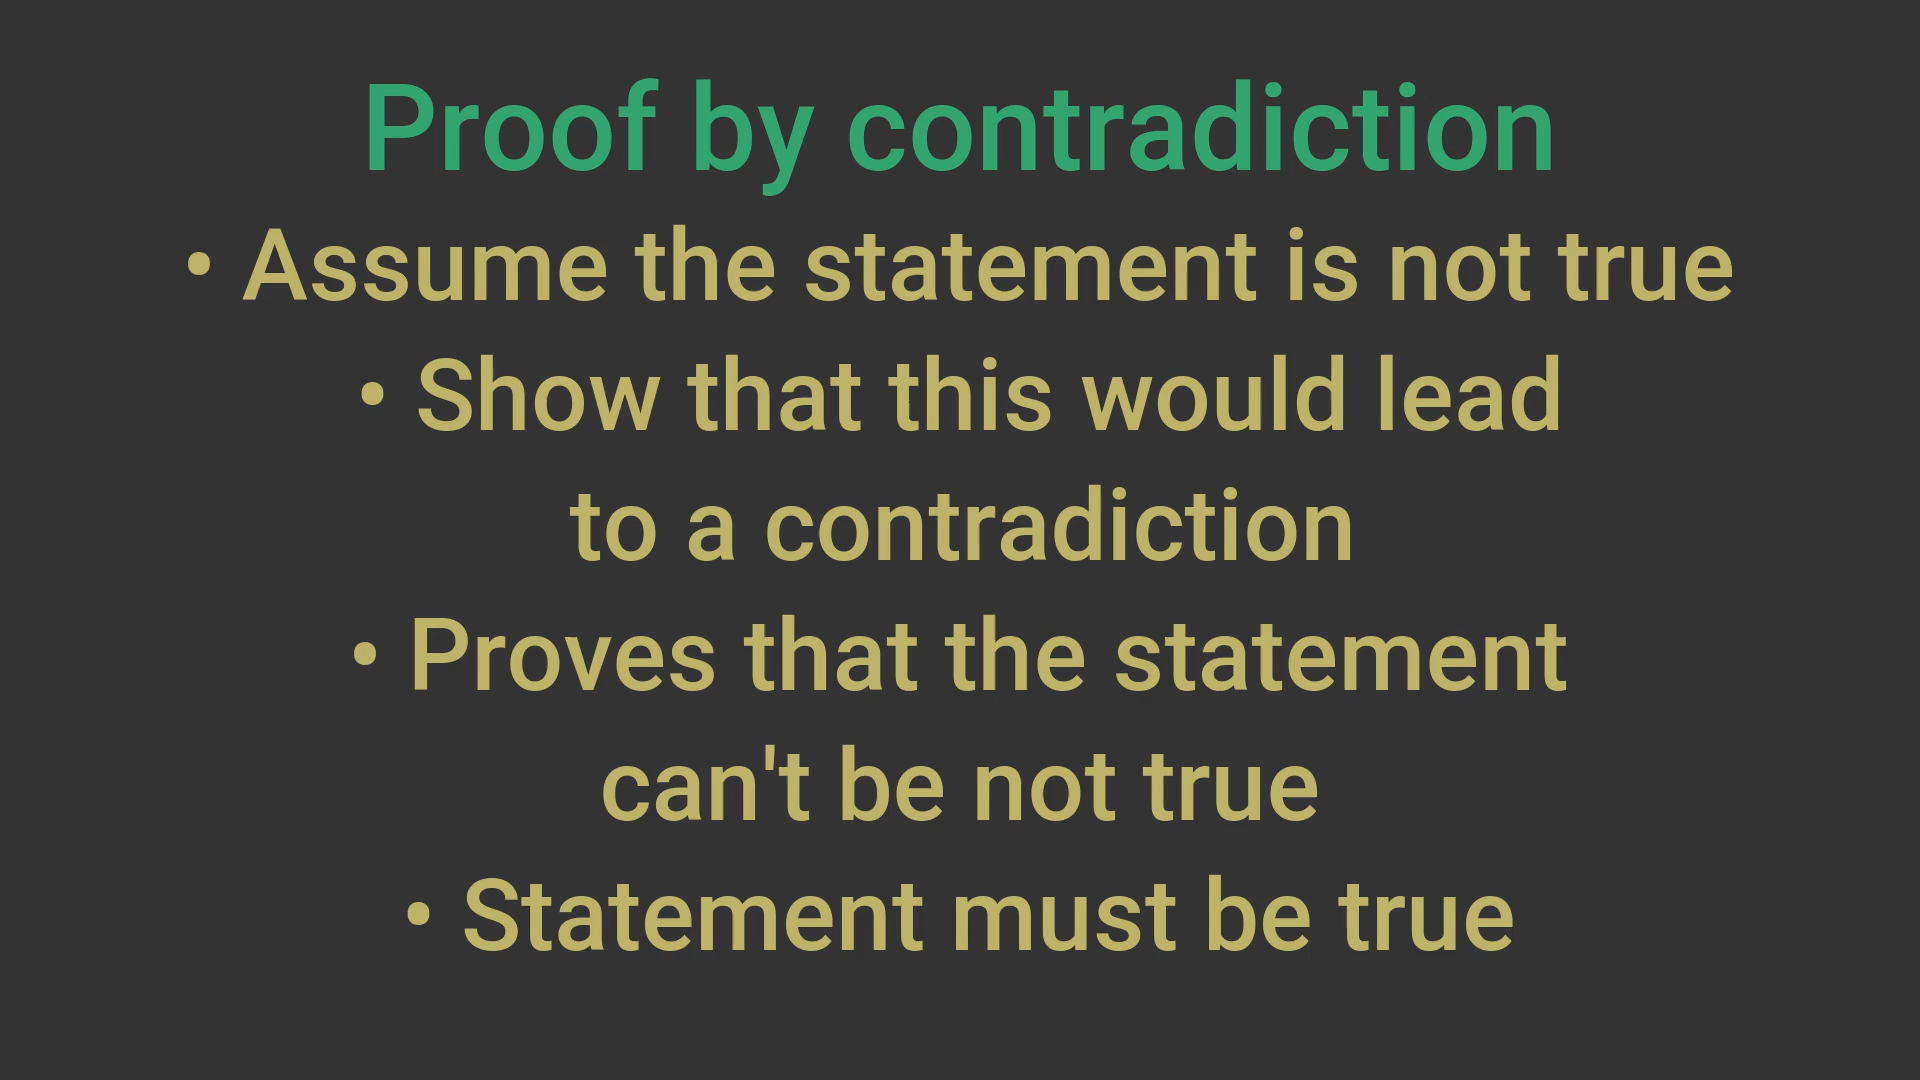 Proof by contradiction
• Assume the statement is not true
• Show that this would lead
to a contradiction
• Proves that the statement
can't be not true
• Statement must be true